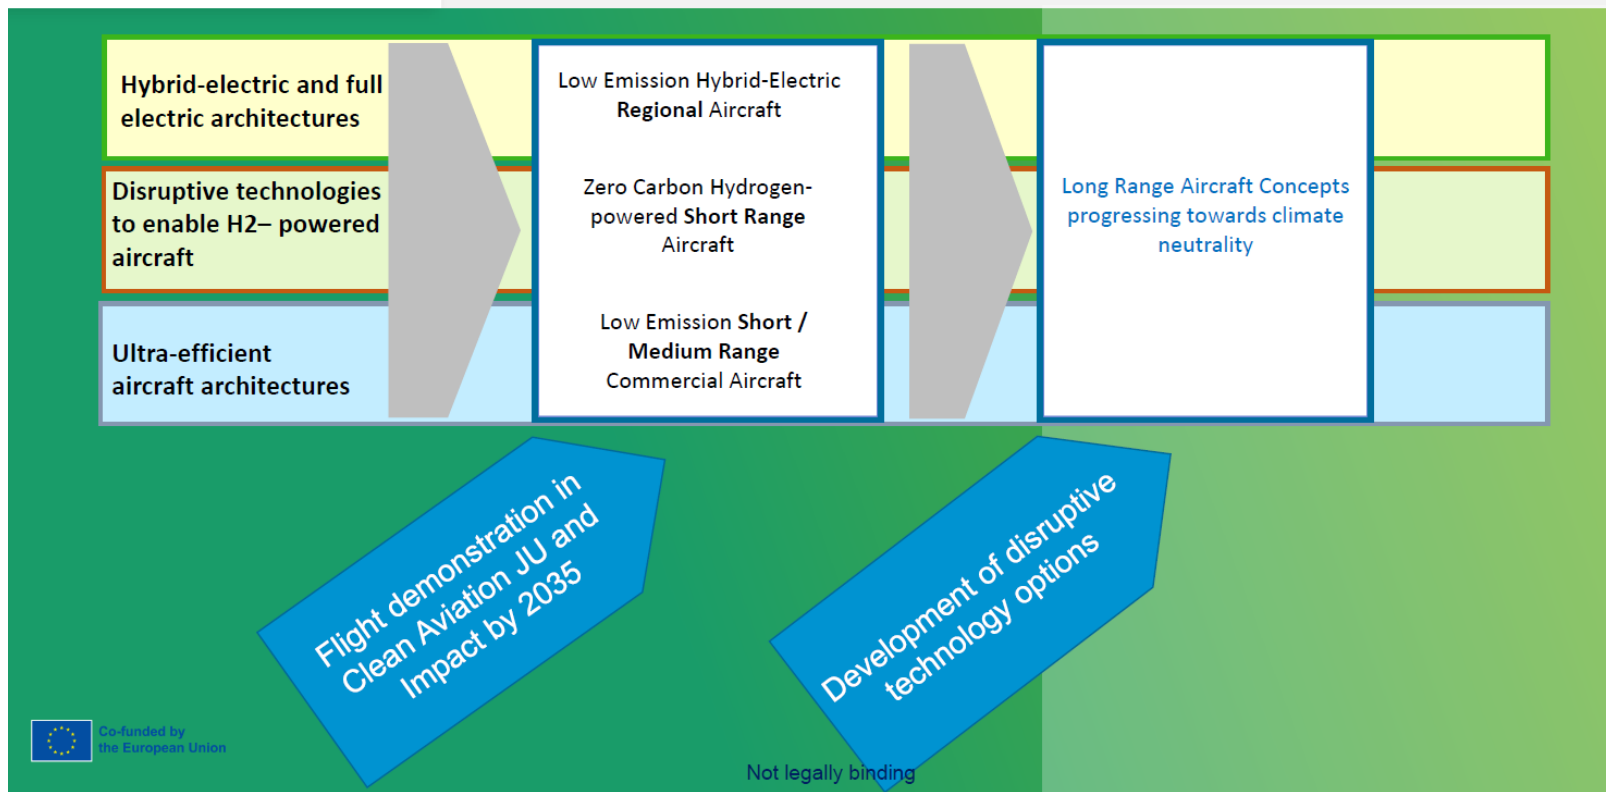 Hybrid-electric and full
electric architectures
Low Emission Hybrid-Electric
Regional Aircraft
Disruptive technologies
to enable H2– powered
aircraft
Zero Carbon Hydrogen-
powered Short Range
Aircraft
Long Range Aircraft Concepts
progressing towards climate
neutrality
Ultra-efficient
aircraft architectures
Low Emission Short /
Medium Range
Commercial Aircraft
Flight demonstration in
Clean Aviation JU and
Impact by 2035
Development of disruptive
technology options
Co-funded by
the European Union
Not legally binding